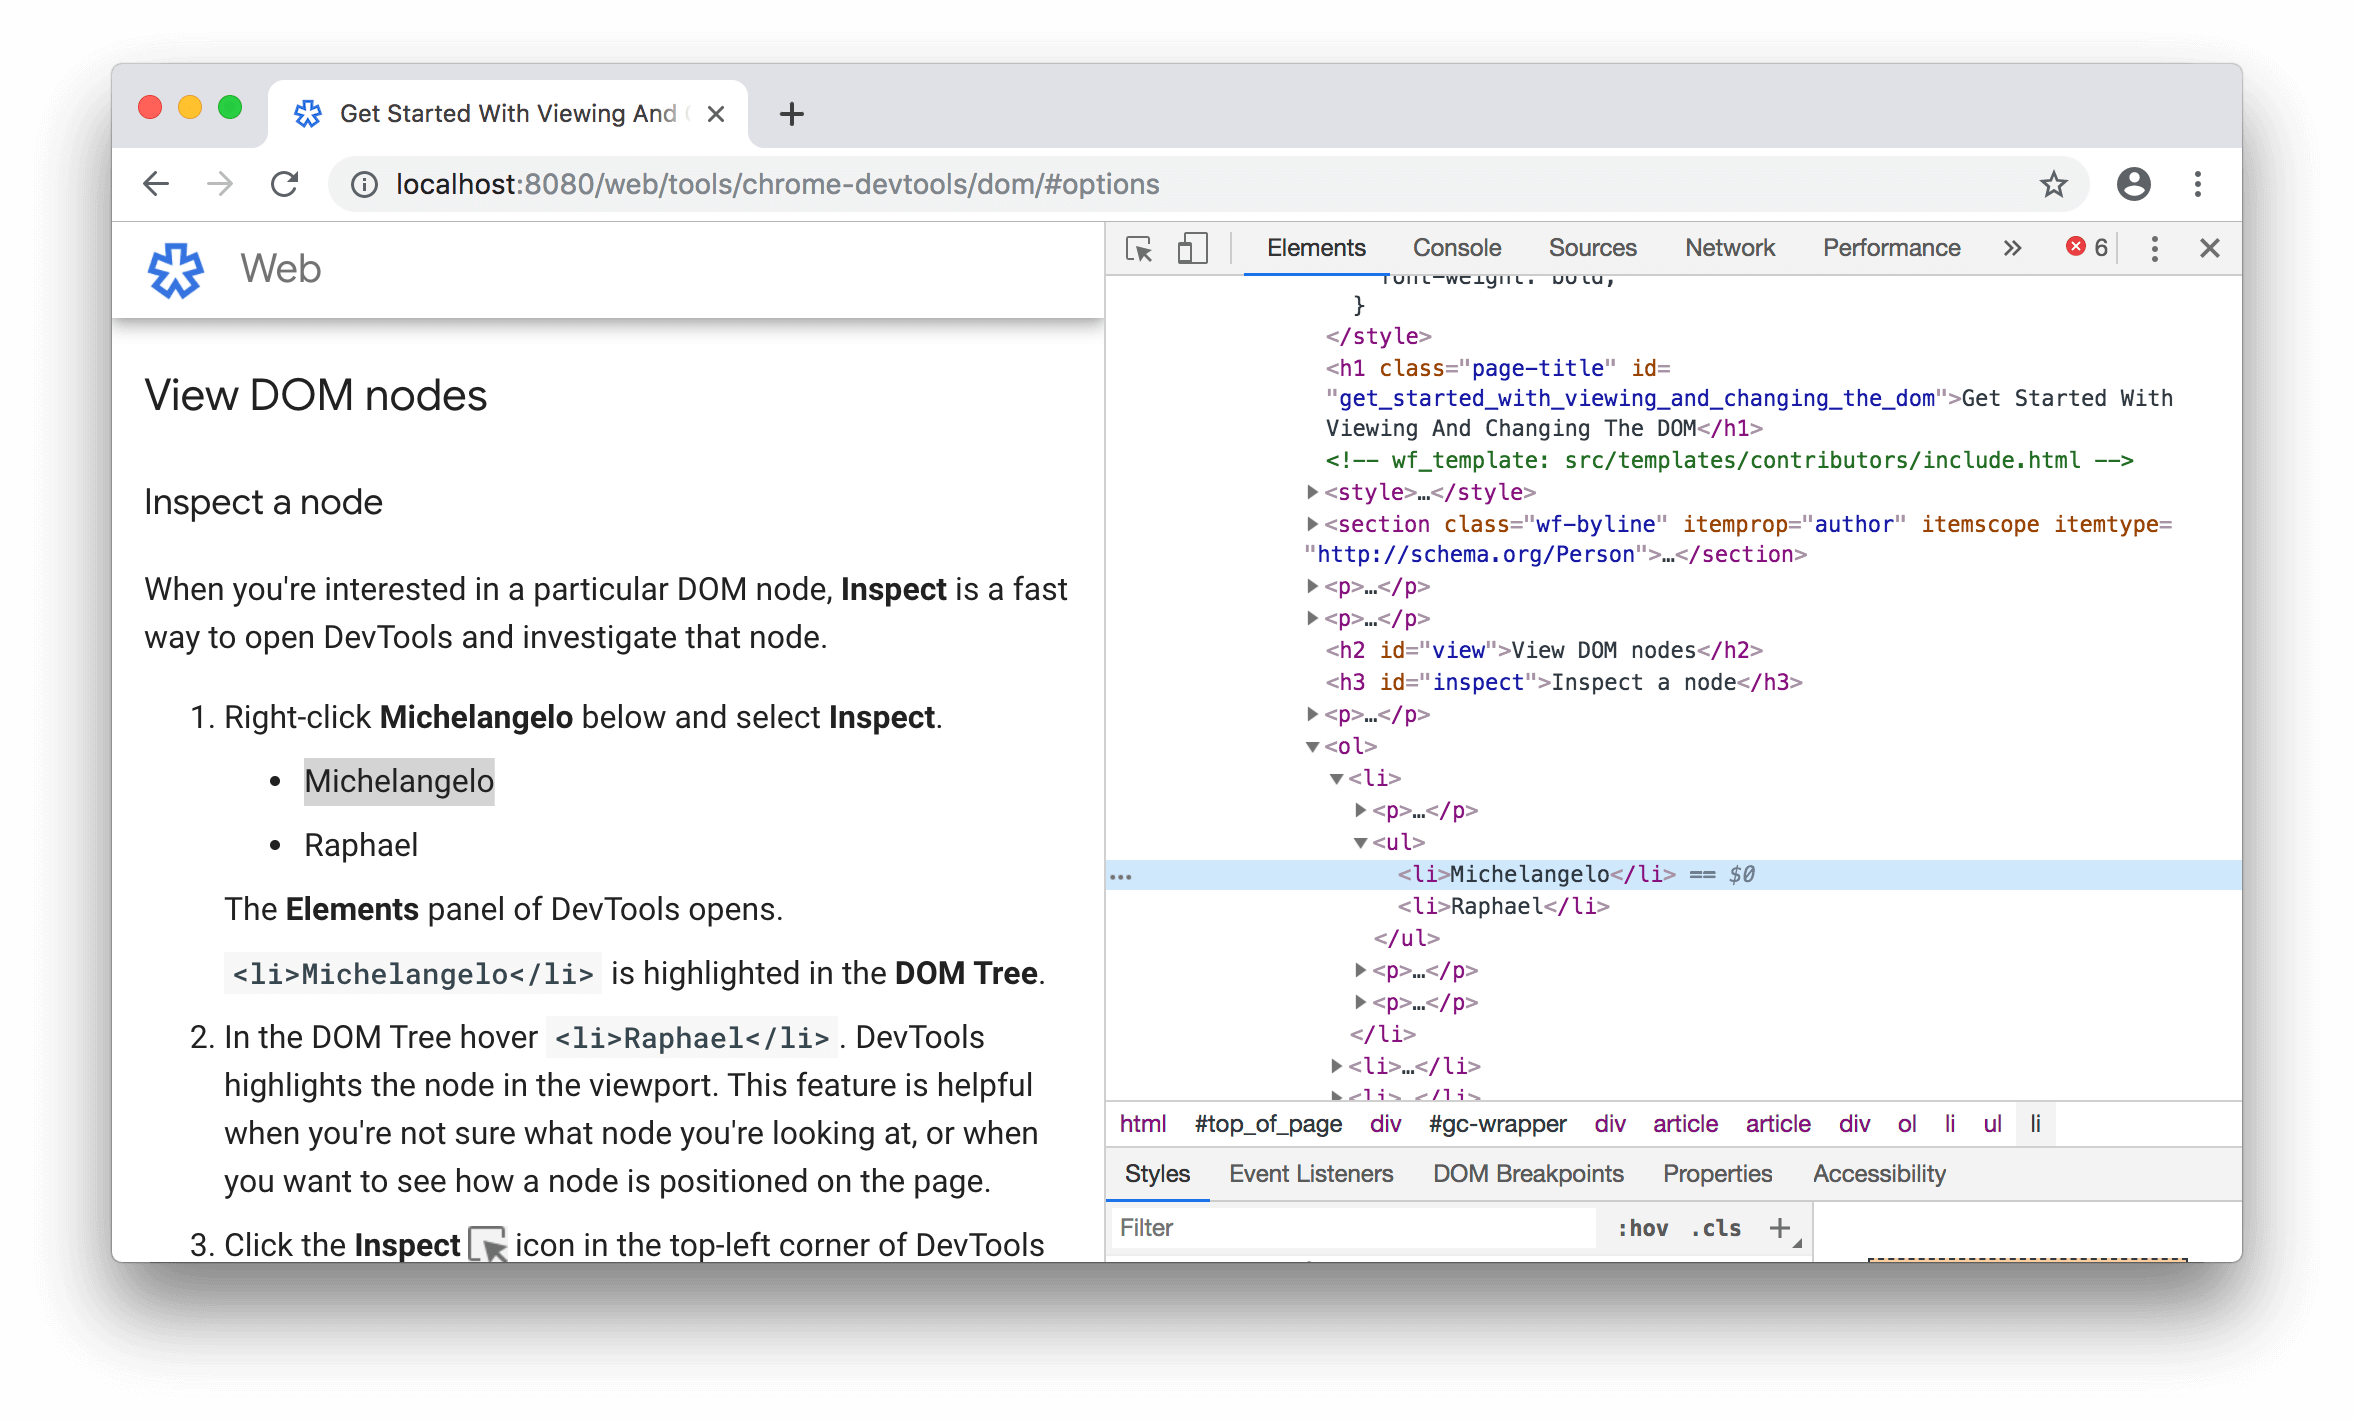 Get Started With Viewing And
localhost:8080/web/tools/chrome-devtools/dom/#options
Web
View DOM nodes
Inspect a node
When you're interested in a particular DOM node, Inspect is a fast
way to open DevTools and investigate that node.
1. Right-click Michelangelo below and select Inspect.
• Michelangelo
• Raphael
The Elements panel of DevTools opens.
<li>Michelangelo</li> is highlighted in the DOM Tree.
2. In the DOM Tree hover <li>Raphael</li>. DevTools
highlights the node in the viewport. This feature is helpful
when you're not sure what node you're looking at, or when
you want to see how a node is positioned on the page.
3. Click the Inspect icon in the top-left corner of DevTools
Elements Console Sources Network Performance » 6
font-weight: bold;
}
</style>
<h1 class="page-title" id=
"get_started_with_viewing_and_changing_the_dom">Get Started With
Viewing And Changing The DOM</h1>
<!-- wf_template: src/templates/contributors/include.html -->
<style>…</style>
<section class="wf-byline" itemprop="author" itemscope itemtype=
"http://schema.org/Person">…</section>
<p>…</p>
<p>…</p>
<h2 id="view">View DOM nodes</h2>
<h3 id="inspect">Inspect a node</h3>
<p>…</p>
<ol>
<li>
<p>…</p>
<ul>
<li>Michelangelo</li> == $0
<li>Raphael</li>
</ul>
<p>…</p>
<p>…</p>
</li>
<li>…</li>
<li>…</li>
html #top_of_page div #gc-wrapper div article article div ol li ul li
Styles Event Listeners DOM Breakpoints Properties Accessibility
Filter :hov .cls +